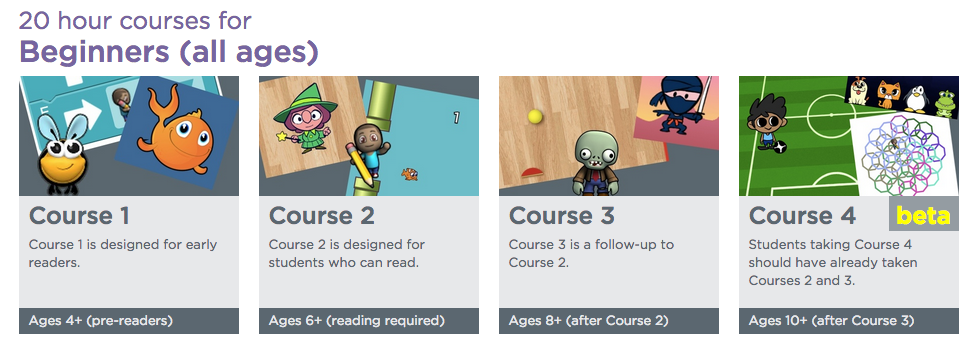 20 hour courses for
Beginners (all ages)
1
Course 1
Course 1 is designed for early
readers.
Ages 4+ (pre-readers)
Course 2
Course 2 is designed for
students who can read.
Ages 6+ (reading required)
Course 3
Course 3 is a follow-up to
Course 2.
Ages 8+ (after Course 2)
Course 4
beta
Students taking Course 4
should have already taken
Courses 2 and 3.
Ages 10+ (after Course 3)